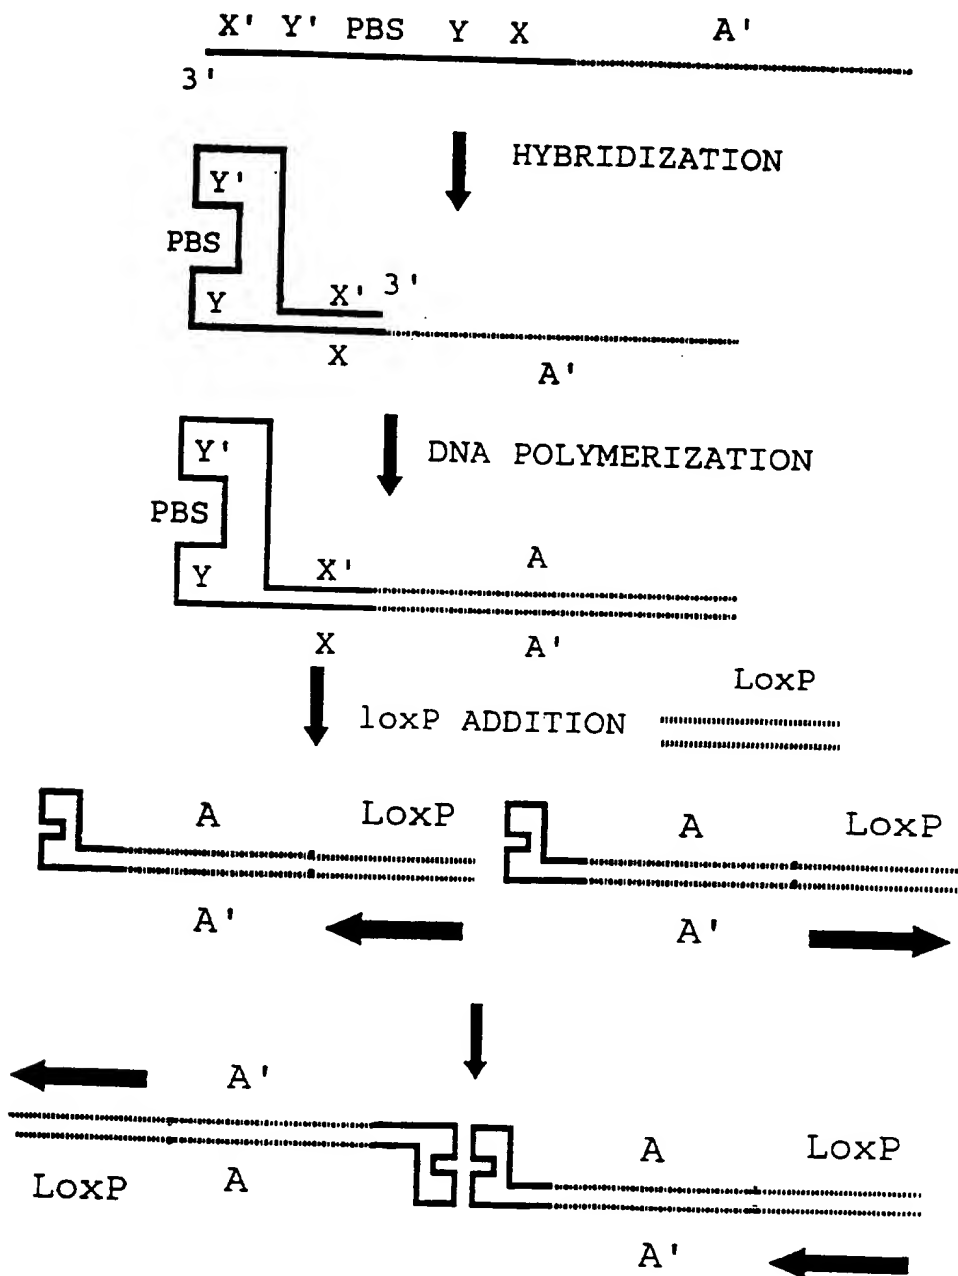 X' Y' PBS Y X A'
3'
HYBRIDIZATION
Y'
PBS
Y X' 3'
X A'
DNA POLYMERIZATION
Y'
PBS
A
Y X'
X A'
LoxP
loxP ADDITION
A LoxP A LoxP
A' A'
A'
A LoxP
LoxP A
A'